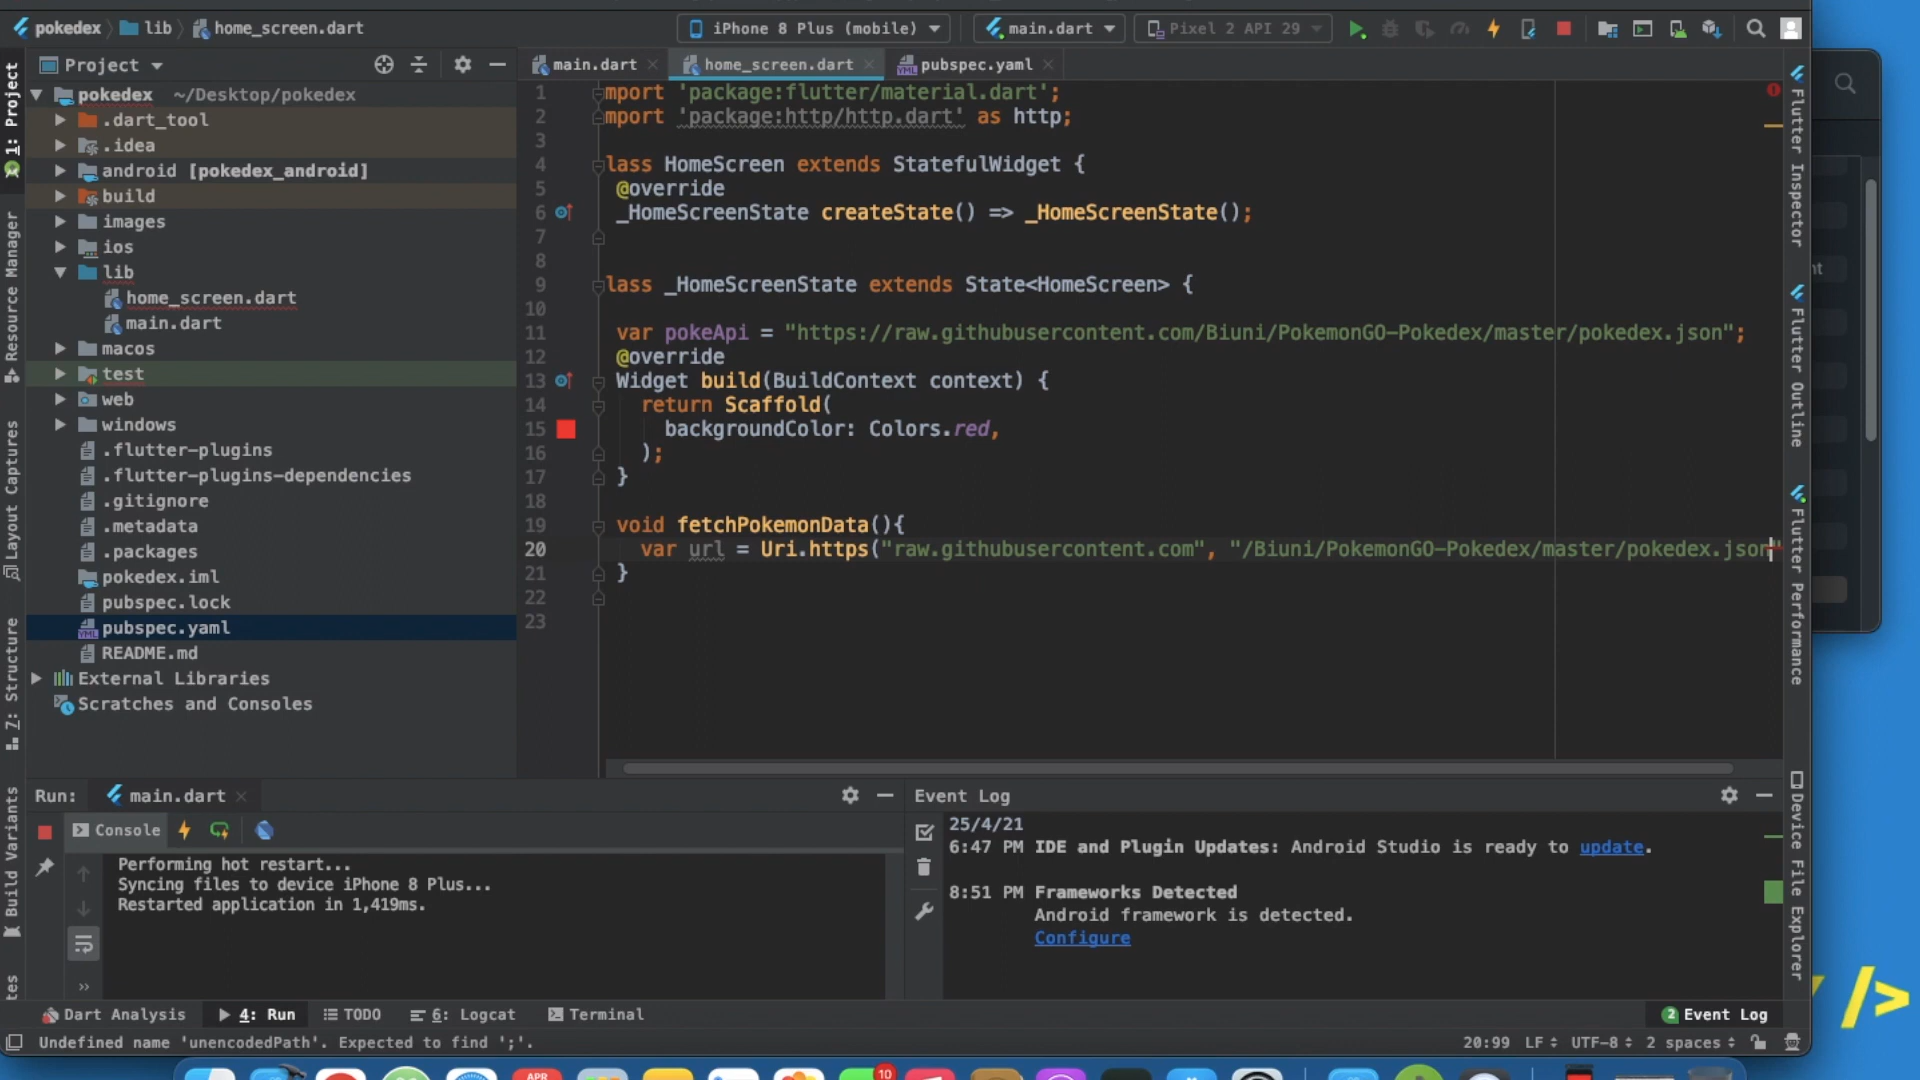 pokedex lib home_screen.dart
iPhone 8 Plus (mobile) main.dart Pixel 2 API 29
Project
main.dart home_screen.dart pubspec.yaml
pokedex ~/Desktop/pokedex
.dart_tool
.idea
android [pokedex_android]
build
images
ios
lib
home_screen.dart
main.dart
macos
test
web
windows
.flutter-plugins
.flutter-plugins-dependencies
.gitignore
.metadata
.packages
pokedex.iml
pubspec.lock
pubspec.yaml
README.md
External Libraries
Scratches and Consoles
1: Project
Resource Manager
Layout Captures
Z: Structure
Build Variants
tes
1 mport 'package:flutter/material.dart';
2 mport 'package:http/http.dart' as http;
3
4 lass HomeScreen extends StatefulWidget {
5 @override
6 _HomeScreenState createState() => _HomeScreenState();
7
8
9 lass _HomeScreenState extends State<HomeScreen> {
10
11 var pokeApi = "https://raw.githubusercontent.com/Biuni/PokemonGO-Pokedex/master/pokedex.json";
12 @override
13 Widget build(BuildContext context) {
14 return Scaffold(
15 backgroundColor: Colors.red,
16 );
17 }
18
19 void fetchPokemonData(){
20 var url = Uri.https("raw.githubusercontent.com", "/Biuni/PokemonGO-Pokedex/master/pokedex.json"
21 }
22
23
Flutter Inspector
Flutter Outline
Flutter Performance
Device File Explorer
nt
Run: main.dart
Console
Performing hot restart...
Syncing files to device iPhone 8 Plus...
Restarted application in 1,419ms.
Event Log
25/4/21
6:47 PM IDE and Plugin Updates: Android Studio is ready to update.
8:51 PM Frameworks Detected
Android framework is detected.
Configure
Dart Analysis 4: Run TODO 6: Logcat Terminal
2 Event Log
Undefined name 'unencodedPath'. Expected to find ';'.
20:99 LF UTF-8 2 spaces
/>
APR
10